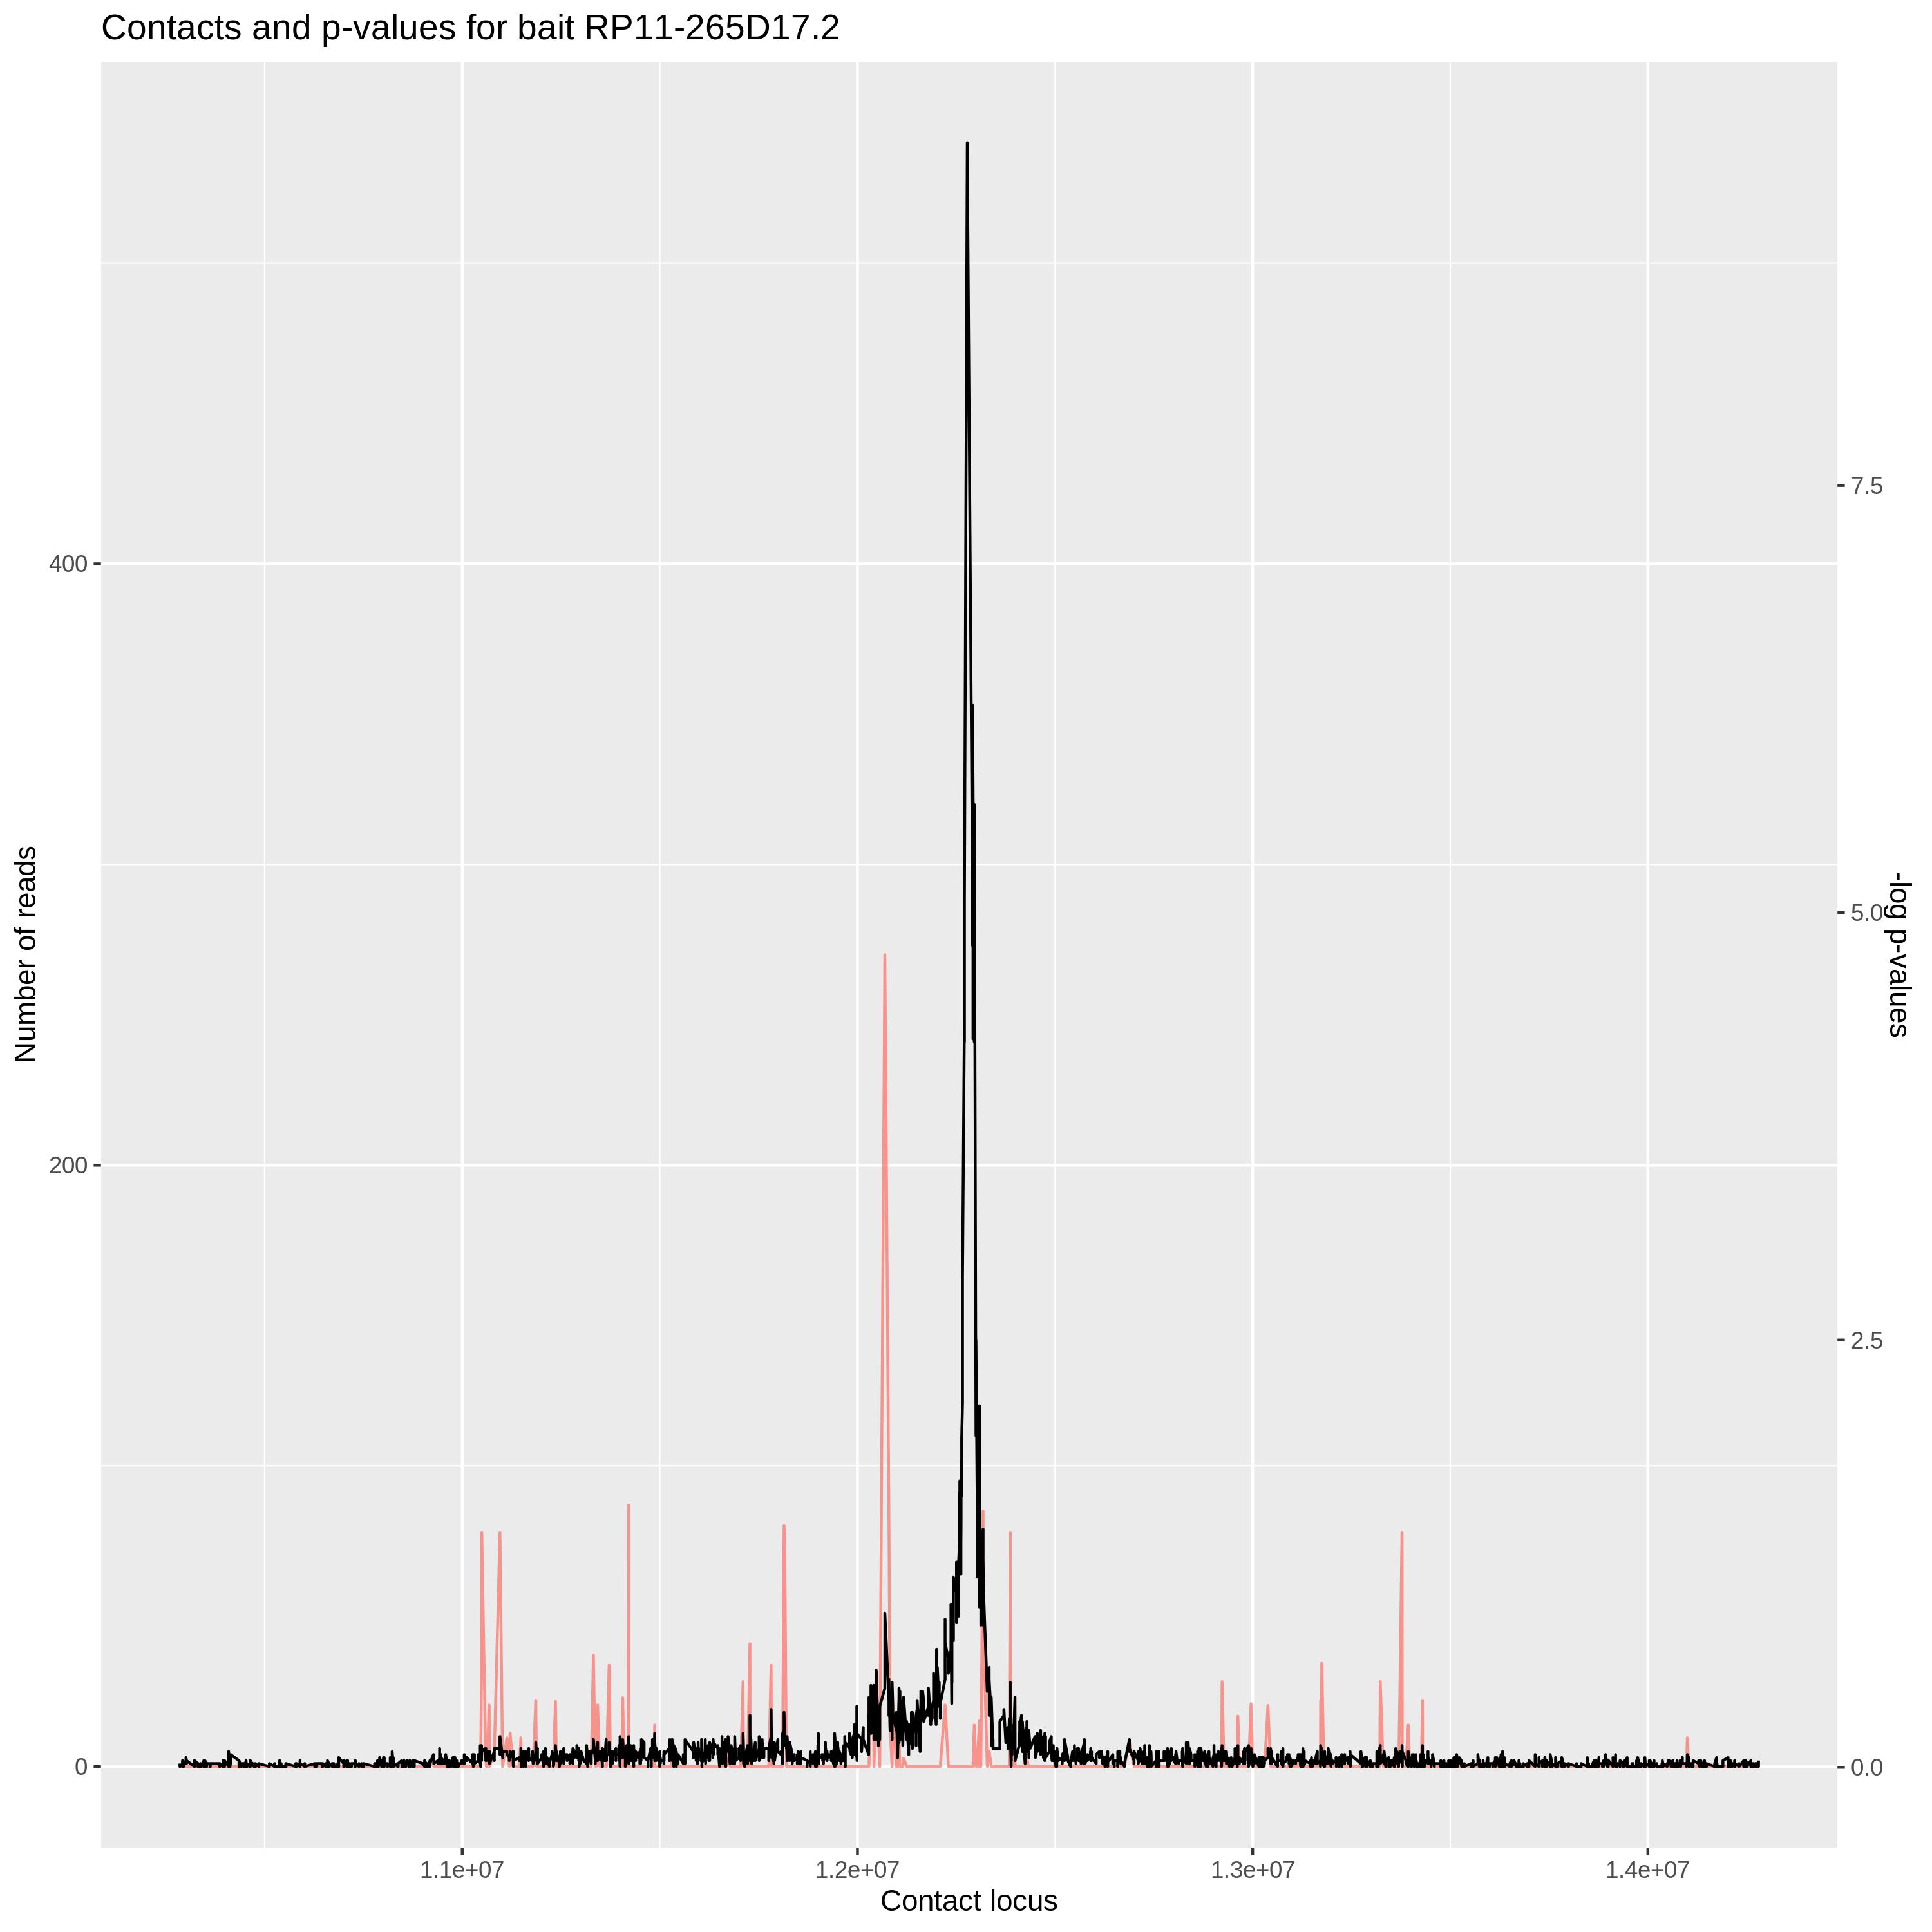 Contacts and p-values for bait RP11-265D17.2
Number of reads
400
200
0
7.5
5.0
2.5
0.0
-log p-values
1.1e+07
1.2e+07
1.3e+07
1.4e+07
Contact locus